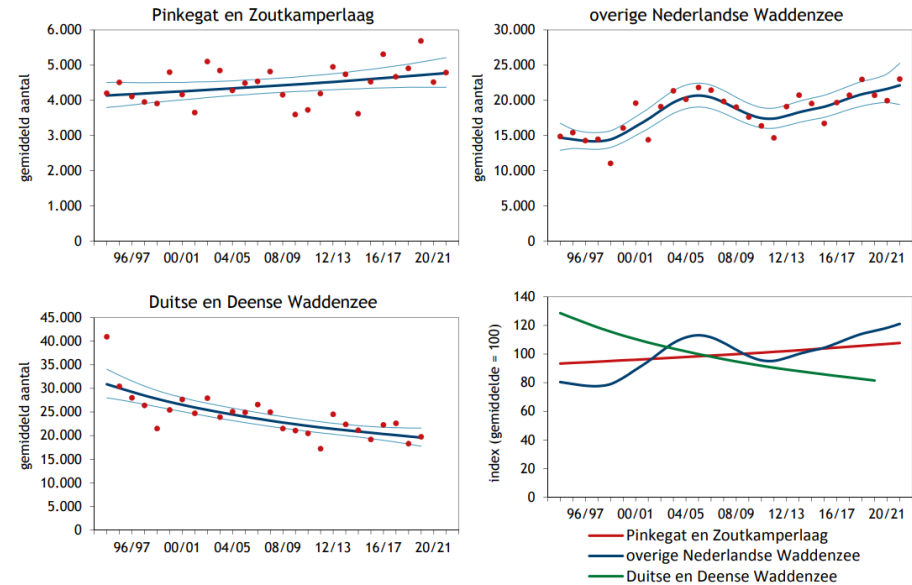 Pinkegat en Zoutkamperlaag
gemiddeld aantal
6.000
5.000
4.000
3.000
2.000
1.000
0
96/97 00/01 04/05 08/09 12/13 16/17 20/21
overige Nederlandse Waddenzee
gemiddeld aantal
30.000
25.000
20.000
15.000
10.000
5.000
0
96/97 00/01 04/05 08/09 12/13 16/17 20/21
Duitse en Deense Waddenzee
gemiddeld aantal
45.000
40.000
35.000
30.000
25.000
20.000
15.000
10.000
5.000
0
96/97 00/01 04/05 08/09 12/13 16/17 20/21
index (gemiddelde = 100)
140
120
100
80
60
40
20
0
96/97 00/01 04/05 08/09 12/13 16/17 20/21
Pinkegat en Zoutkamperlaag
overige Nederlandse Waddenzee
Duitse en Deense Waddenzee